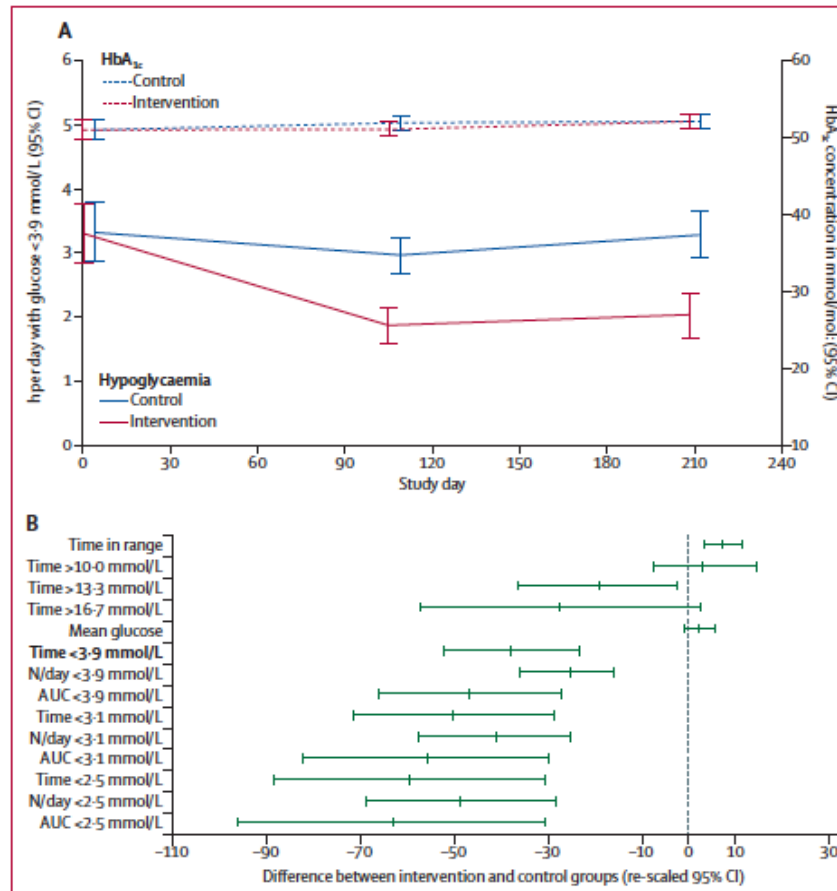 A
HbA1c
Control
Intervention
h per day with glucose <3·9 mmol/L (95% CI)
6
5
4
3
2
1
0
60
50
40
30
20
10
HbA1c concentration in mmol/mol: (95% CI)
Hypoglycaemia
Control
Intervention
0 30 60 90 120 150 180 210 240
Study day
B
Time in range
Time >10·0 mmol/L
Time >13·3 mmol/L
Time >16·7 mmol/L
Mean glucose
Time <3·9 mmol/L
N/day <3·9 mmol/L
AUC <3·9 mmol/L
Time <3·1 mmol/L
N/day <3·1 mmol/L
AUC <3·1 mmol/L
Time <2·5 mmol/L
N/day <2·5 mmol/L
AUC <2·5 mmol/L
–110 –90 –70 –50 –30 –10 0 10 30
Difference between intervention and control groups (re-scaled 95% CI)